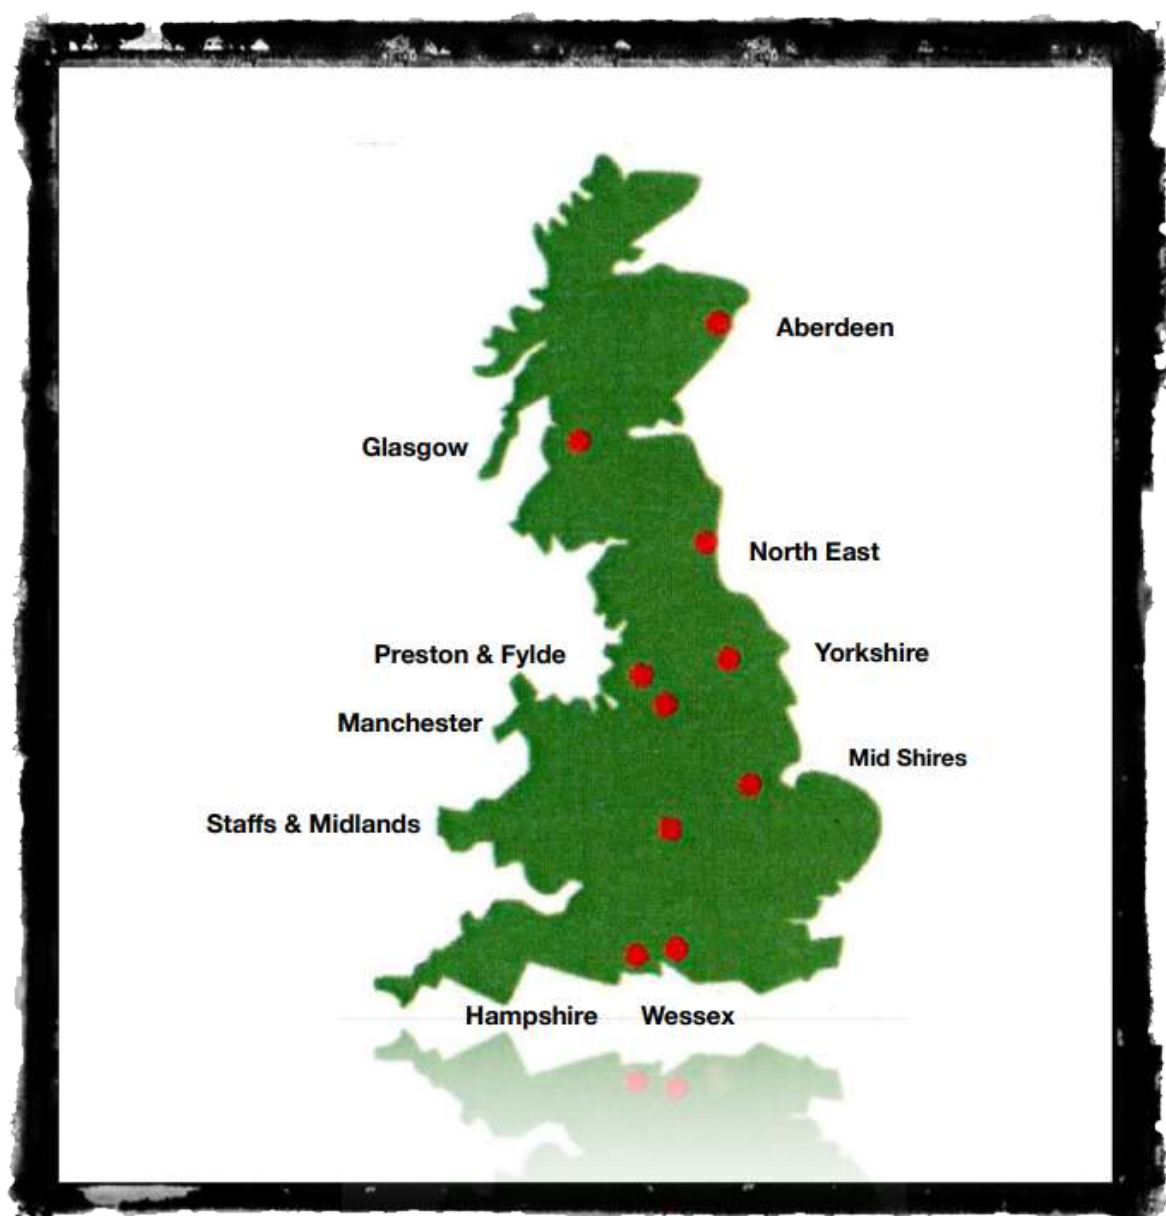 Aberdeen
Glasgow
North East
Preston & Fylde
Yorkshire
Manchester
Mid Shires
Staffs & Midlands
Hampshire
Wessex